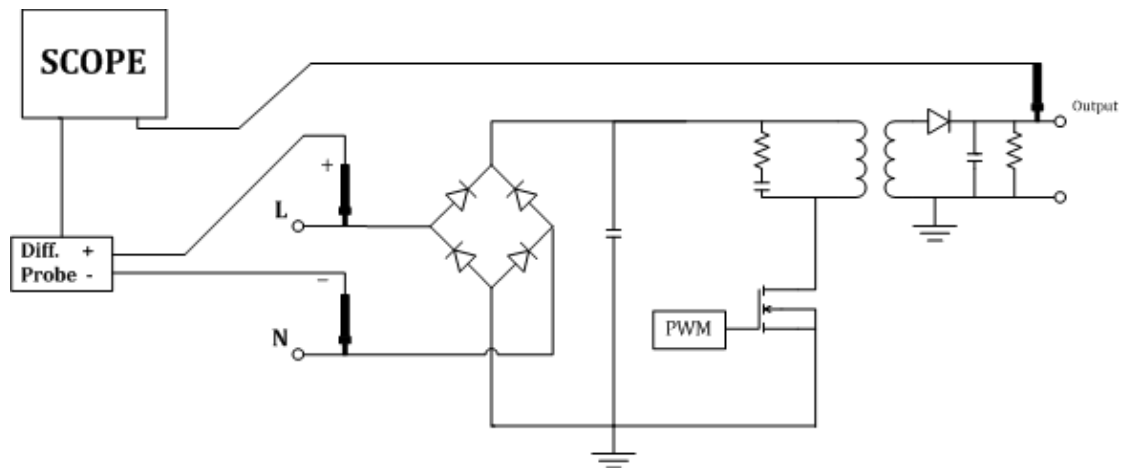 SCOPE
Output
+
L
Diff. +
Probe -
−
N
PWM